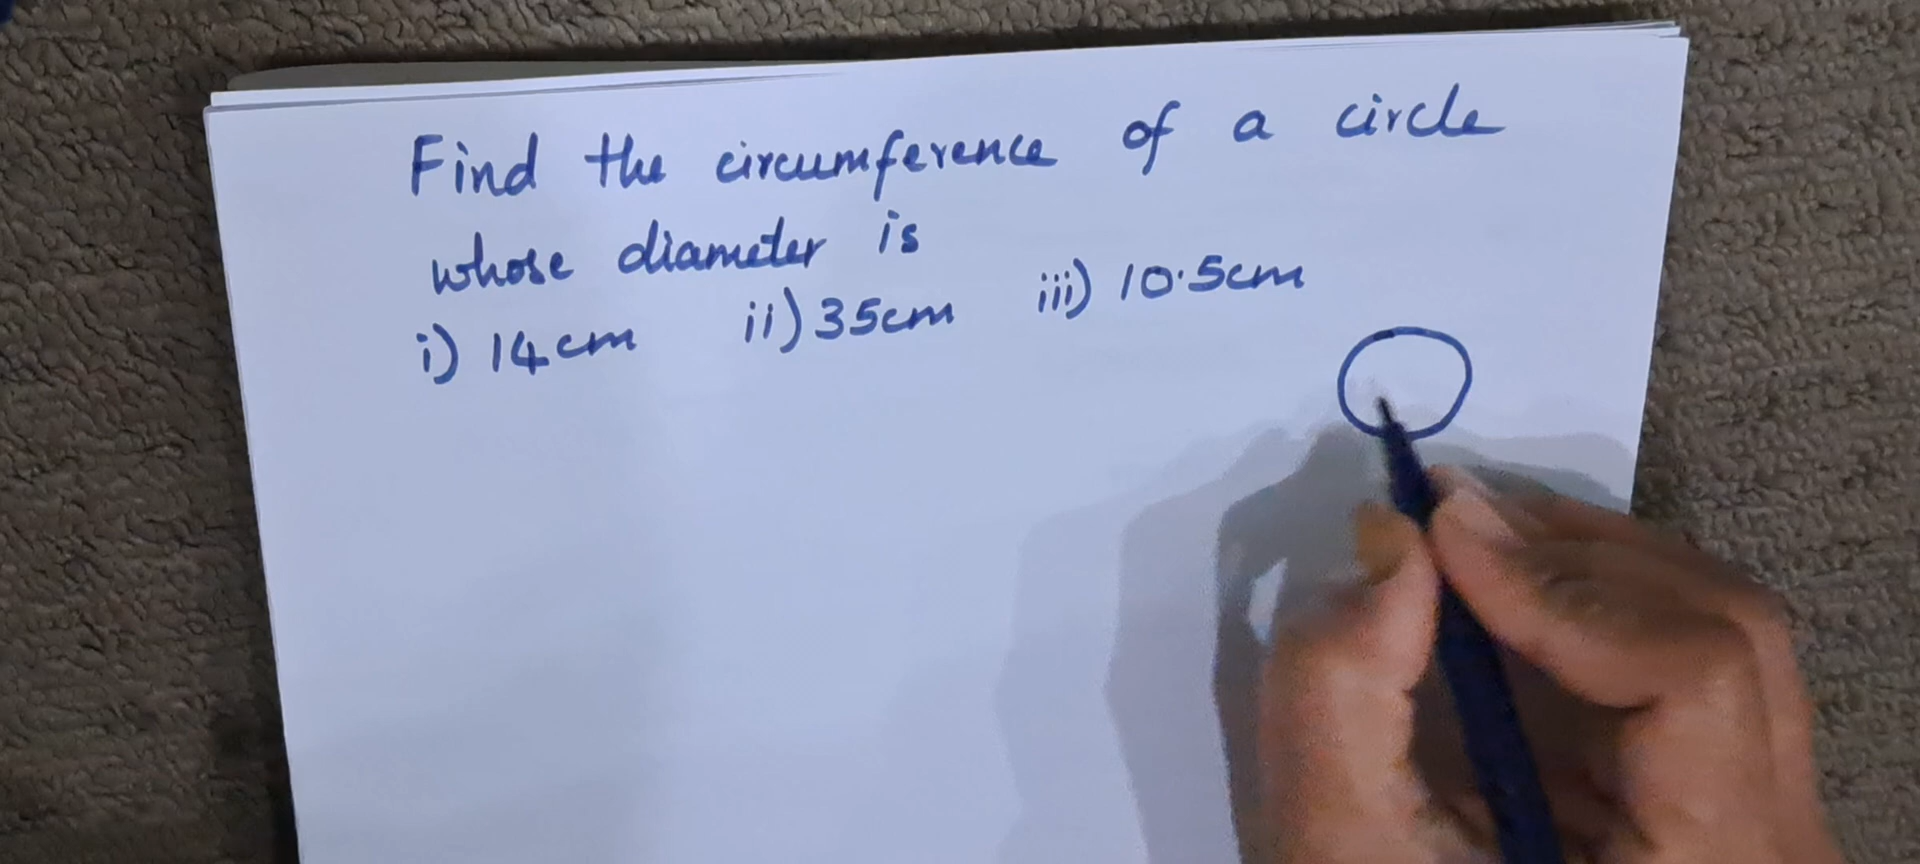 Find the circumference of a circle
whose diameter is
i) 14cm ii) 35cm iii) 10.5cm